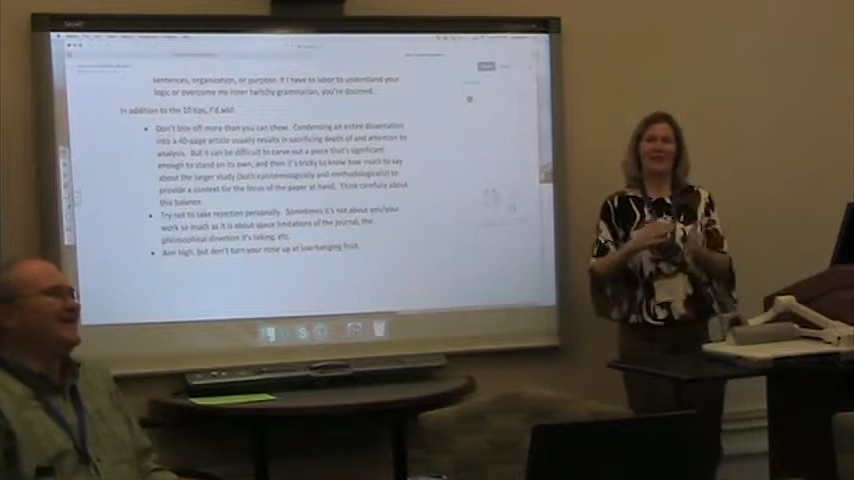 SMART
sentences, organization, or purpose. If I have to labor to understand your
logic or overcome my inner twitchy grammarian, you're doomed.
In addition to the 10 tips, I'd add:
• Don't bite off more than you can chew. Condensing an entire dissertation
into a 40-page article usually results in sacrificing depth of and attention to
analysis. But it can be difficult to carve out a piece that's significant
enough to stand on its own, and then it's tricky to know how much to say
about the larger study (both epistemologically and methodologically) to
provide a context for the focus of the paper at hand. Think carefully about
this balance.
• Try not to take rejection personally. Sometimes it's not about you/your
work so much as it is about space limitations of the journal, the
philosophical direction it's taking, etc.
• Aim high, but don't turn your nose up at low-hanging fruit.